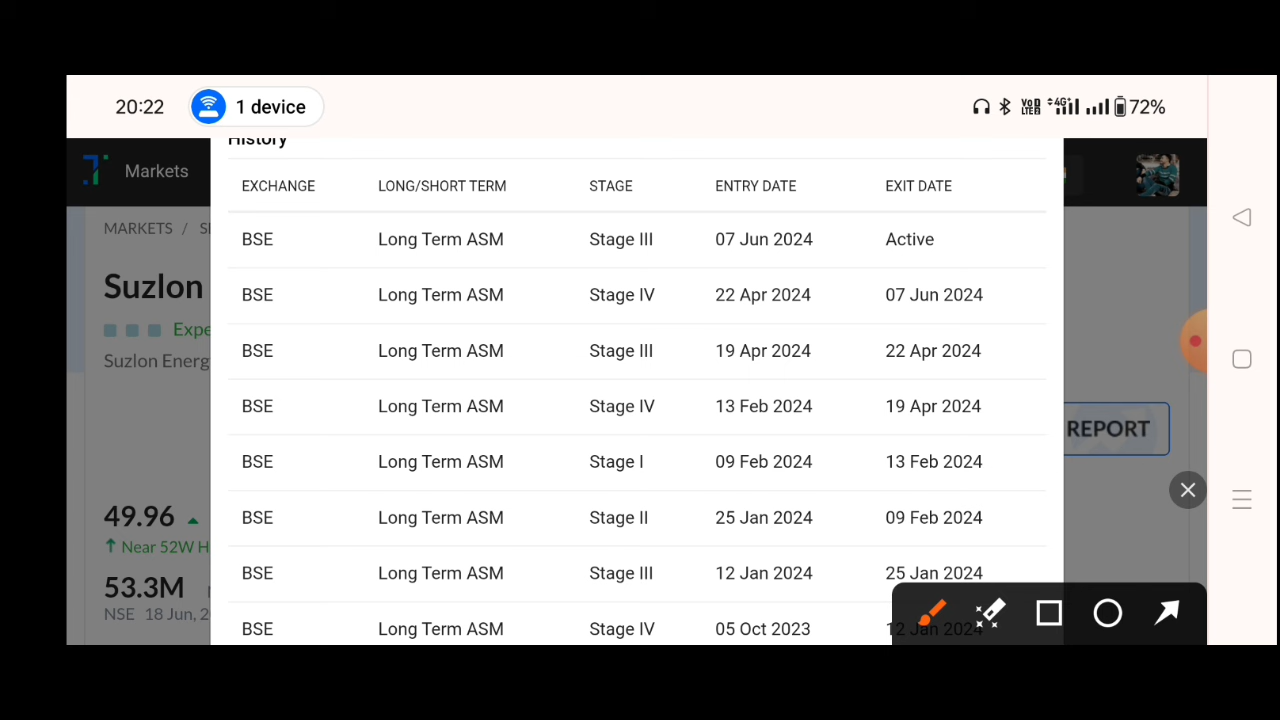 20:22 1 device VoD LTE2 4G+ 72%
History
Markets
EXCHANGE LONG/SHORT TERM STAGE ENTRY DATE EXIT DATE
MARKETS /
BSE Long Term ASM Stage III 07 Jun 2024 Active
Suzlon
BSE Long Term ASM Stage IV 22 Apr 2024 07 Jun 2024
Expe
Suzlon Energ
BSE Long Term ASM Stage III 19 Apr 2024 22 Apr 2024
BSE Long Term ASM Stage IV 13 Feb 2024 19 Apr 2024
REPORT
BSE Long Term ASM Stage I 09 Feb 2024 13 Feb 2024
49.96
BSE Long Term ASM Stage II 25 Jan 2024 09 Feb 2024
Near 52W H
BSE Long Term ASM Stage III 12 Jan 2024 25 Jan 2024
53.3M
NSE 18 Jun, 2
BSE Long Term ASM Stage IV 05 Oct 2023 12 Jan 2024